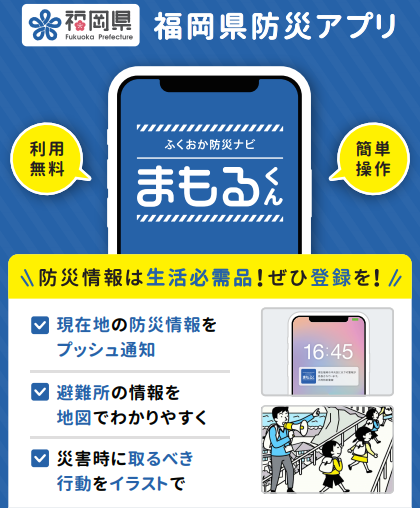 福岡県
Fukuoka Prefecture
福岡県防災アプリ
利用
無料
簡単
操作
ふくおか防災ナビ
まもるくん
防災情報は生活必需品！ぜひ登録を！
現在地の防災情報を
プッシュ通知
16:45
避難所の情報を
地図でわかりやすく
災害時に取るべき
行動をイラストで